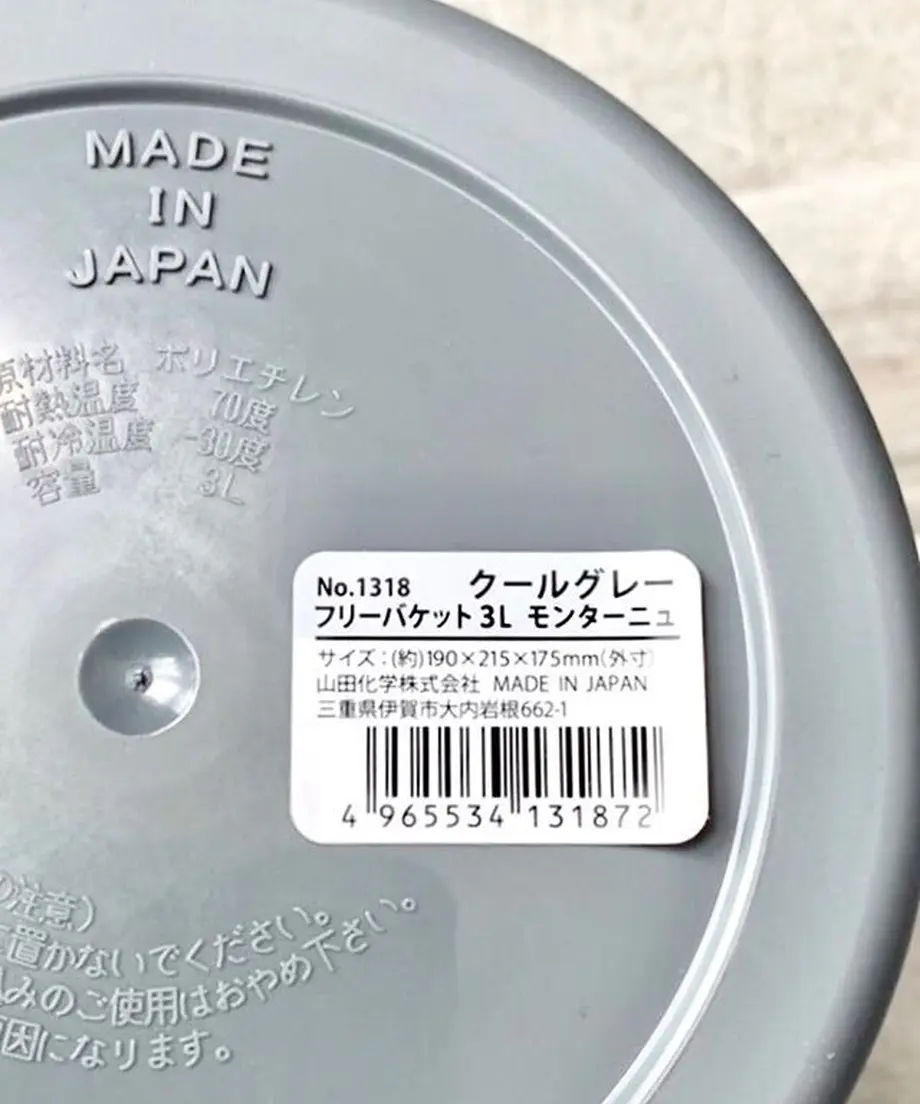 MADE
IN
JAPAN
原材料名 ポリエチレン
耐熱温度 70度
耐冷温度 -30度
容量 3L
No.1318 クールグレー
フリーバケット3L モンターニュ
サイズ:(約)190×215×175mm(外寸)
山田化学株式会社 MADE IN JAPAN
三重県伊賀市大内岩根662-1
4 965534 131872
の注意)
に置かないでください。
込みのご使用はおやめ下さい。
原因になります。